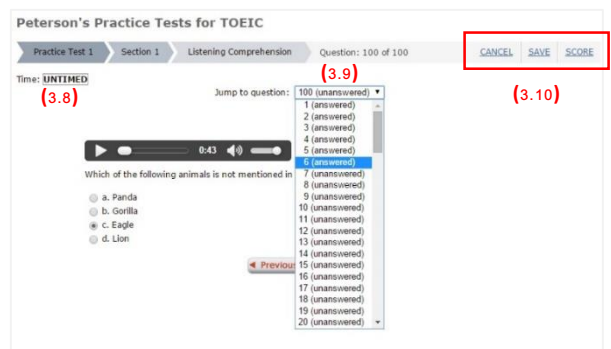 Peterson's Practice Tests for TOEIC
Practice Test 1 Section 1 Listening Comprehension Question: 100 of 100 CANCEL SAVE SCORE
Time: UNTIMED
(3.8)
(3.9)
(3.10)
Jump to question: 100 (unanswered)
1 (answered)
2 (answered)
3 (answered)
4 (answered)
5 (answered)
6 (answered)
7 (unanswered)
8 (unanswered)
9 (unanswered)
10 (unanswered)
11 (unanswered)
12 (unanswered)
13 (unanswered)
14 (unanswered)
15 (unanswered)
16 (unanswered)
17 (unanswered)
18 (unanswered)
19 (unanswered)
20 (unanswered)
0:43
Which of the following animals is not mentioned in
a. Panda
b. Gorilla
c. Eagle
d. Lion
Previous